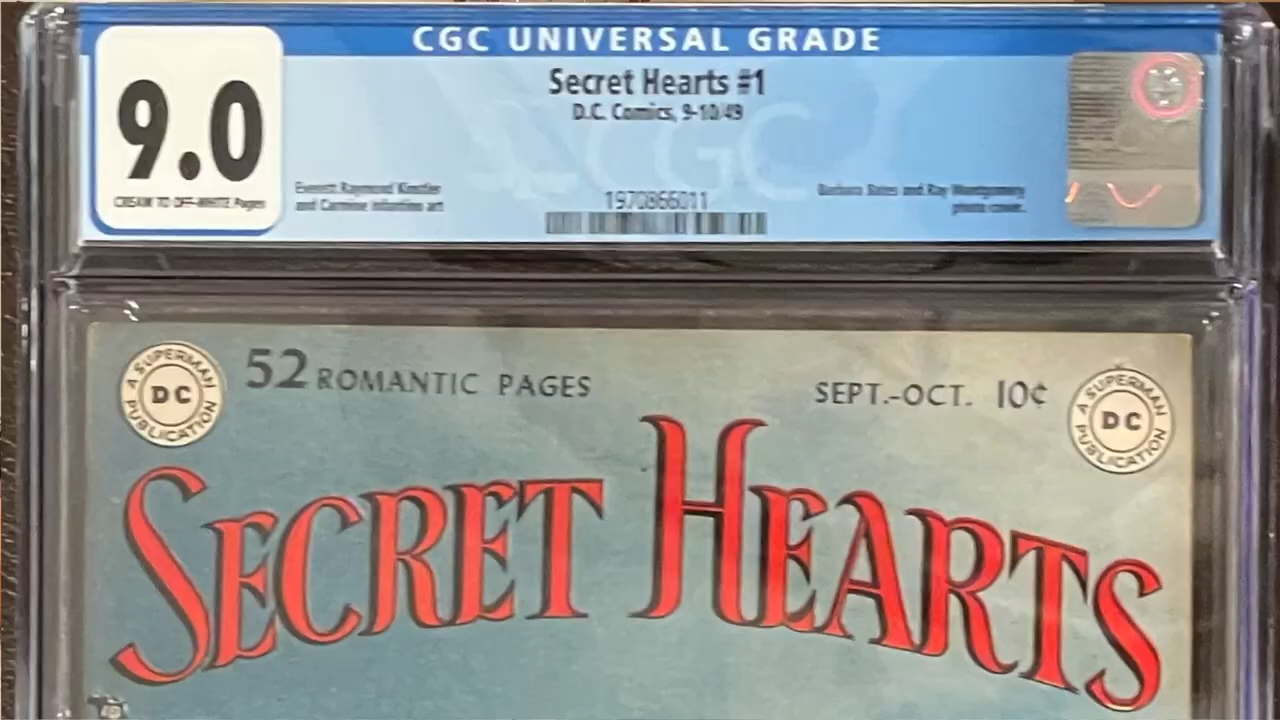 CGC UNIVERSAL GRADE
9.0
CREAM TO OFF-WHITE Pages
Secret Hearts #1
D.C. Comics, 9-10/49
Everett Raymond Kinstler
and Carmine Infantino art
1970866011
Barbara Bates and Ray Montgomery
photo cover.
A SUPERMAN DC PUBLICATION
52 ROMANTIC PAGES
SEPT.-OCT. 10¢
A SUPERMAN DC PUBLICATION
SECRET HEARTS